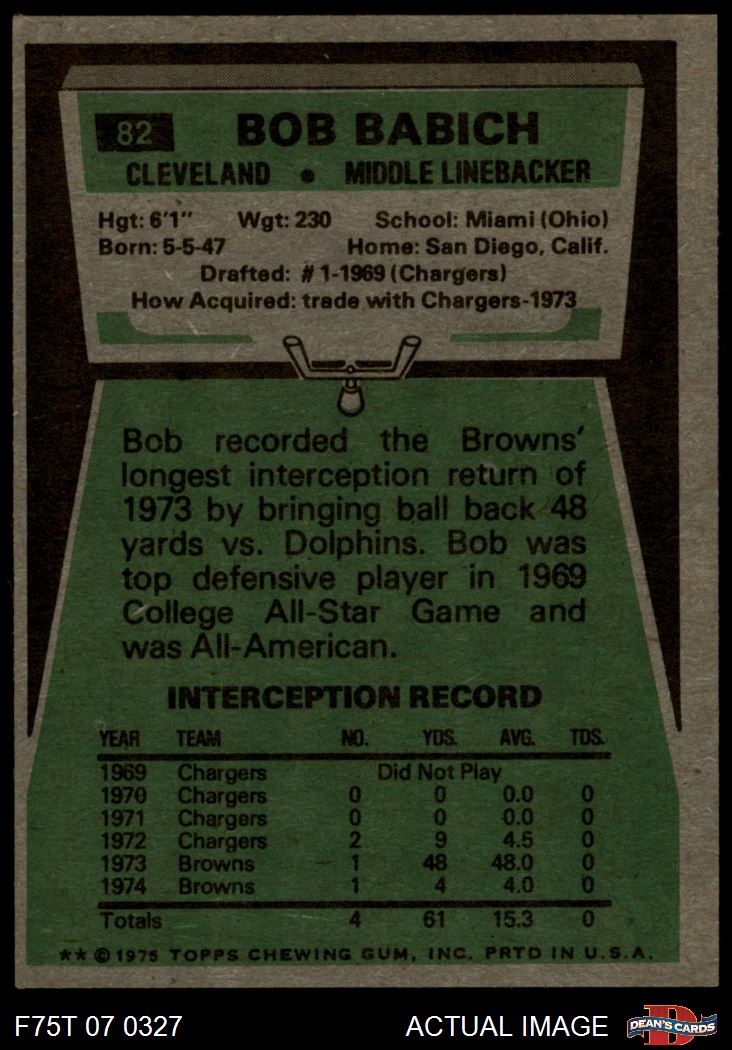 82 BOB BABICH
CLEVELAND • MIDDLE LINEBACKER
Hgt: 6'1" Wgt: 230 School: Miami (Ohio)
Born: 5-5-47 Home: San Diego, Calif.
Drafted: #1-1969 (Chargers)
How Acquired: trade with Chargers-1973
Bob recorded the Browns'
longest interception return of
1973 by bringing ball back 48
yards vs. Dolphins. Bob was
top defensive player in 1969
College All-Star Game and
was All-American.
INTERCEPTION RECORD
YEAR TEAM NO. YDS. AVG. TDS.
1969 Chargers Did Not Play
1970 Chargers 0 0 0.0 0
1971 Chargers 0 0 0.0 0
1972 Chargers 2 9 4.5 0
1973 Browns 1 48 48.0 0
1974 Browns 1 4 4.0 0
Totals 4 61 15.3 0
** © 1975 TOPPS CHEWING GUM, INC. PRTD IN U.S.A.
F75T 07 0327 ACTUAL IMAGE D DEAN'S CARDS